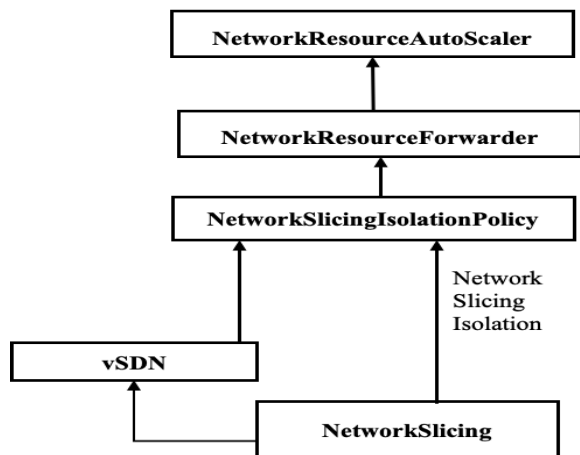 NetworkResourceAutoScaler
NetworkResourceForwarder
NetworkSlicingIsolationPolicy
Network
Slicing
Isolation
vSDN
NetworkSlicing